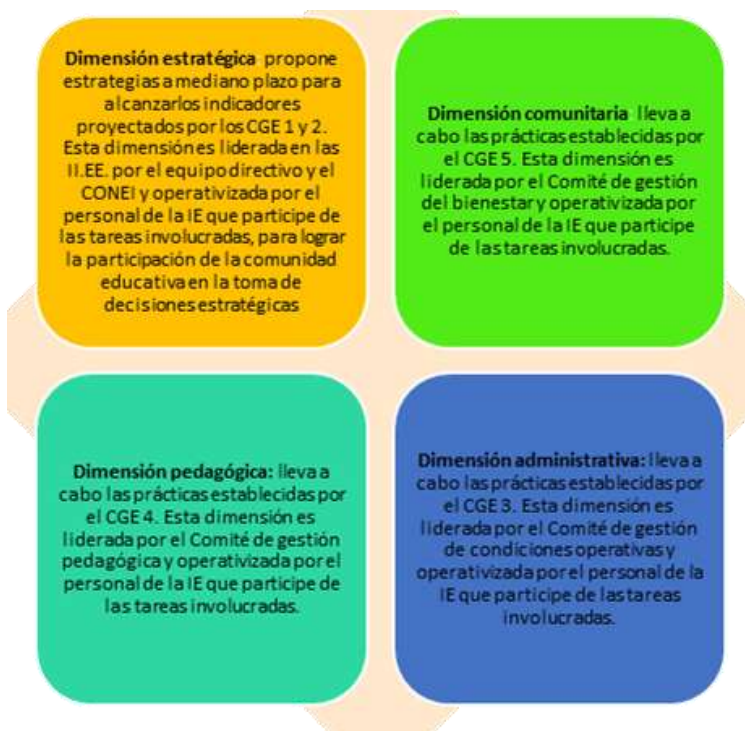 Dimensión estratégica propone
estrategias a mediano plazo para
alcanzarlos indicadores
proyectados por los CGE 1 y 2.
Esta dimensión es liderada en las
II.EE. por el equipo directivo y el
CONEI y operativizada por el
personal de la IE que participe de
las tareas involucradas, para lograr
la participación de la comunidad
educativa en la toma de
decisiones estratégicas
Dimensión comunitaria lleva a
cabo las prácticas establecidas por
el CGE 5. Esta dimensión es
liderada por el Comité de gestión
del bienestar y operativizada por
el personal de la IE que participe
de las tareas involucradas.
Dimensión pedagógica: lleva a
cabo las prácticas establecidas por
el CGE 4. Esta dimensión es
liderada por el Comité de gestión
pedagógica y operativizada por el
personal de la IE que participe de
las tareas involucradas.
Dimensión administrativa: lleva a
cabo las prácticas establecidas por
el CGE 3. Esta dimensión es
liderada por el Comité de gestión
de condiciones operativas y
operativizada por el personal de la
IE que participe de las tareas
involucradas.